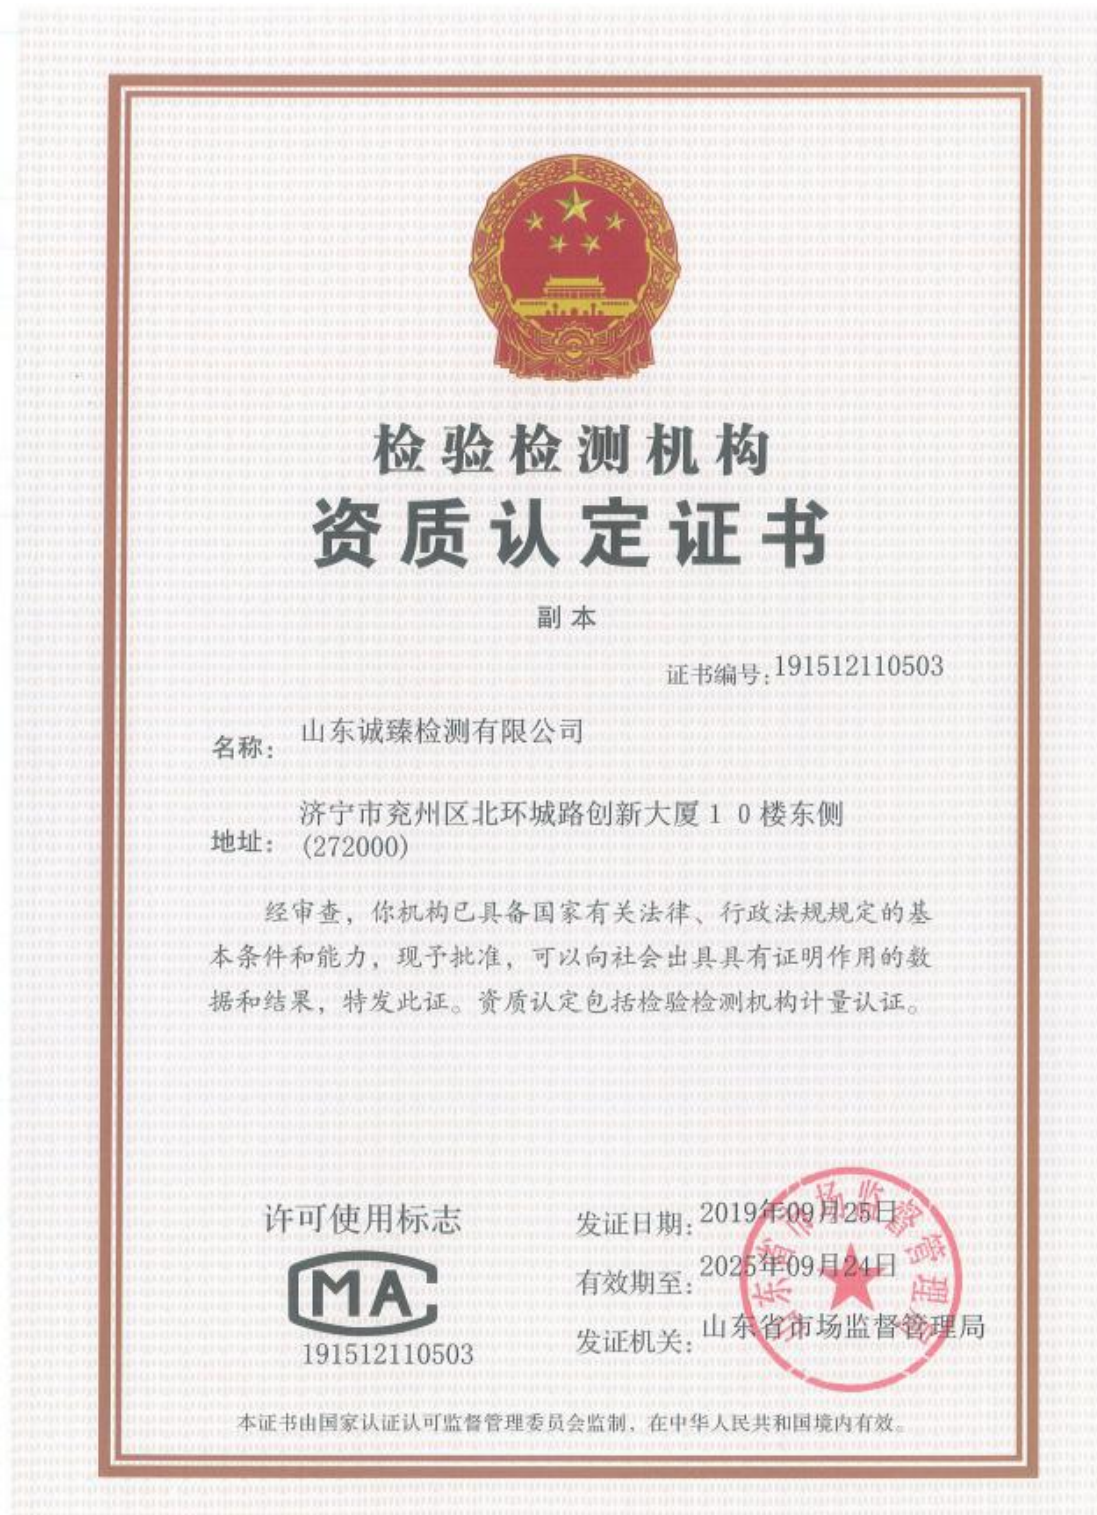 检验检测机构
资质认定证书
副本
证书编号:191512110503
名称: 山东诚臻检测有限公司
济宁市兖州区北环城路创新大厦１０楼东侧
地址: (272000)
经审查，你机构已具备国家有关法律、行政法规规定的基
本条件和能力，现予批准，可以向社会出具具有证明作用的数
据和结果，特发此证。资质认定包括检验检测机构计量认证。
许可使用标志
MA
191512110503
发证日期: 2019年09月25日
有效期至: 2025年09月24日
发证机关: 山东省市场监督管理局
山东省市场监督管理局
本证书由国家认证认可监督管理委员会监制，在中华人民共和国境内有效。